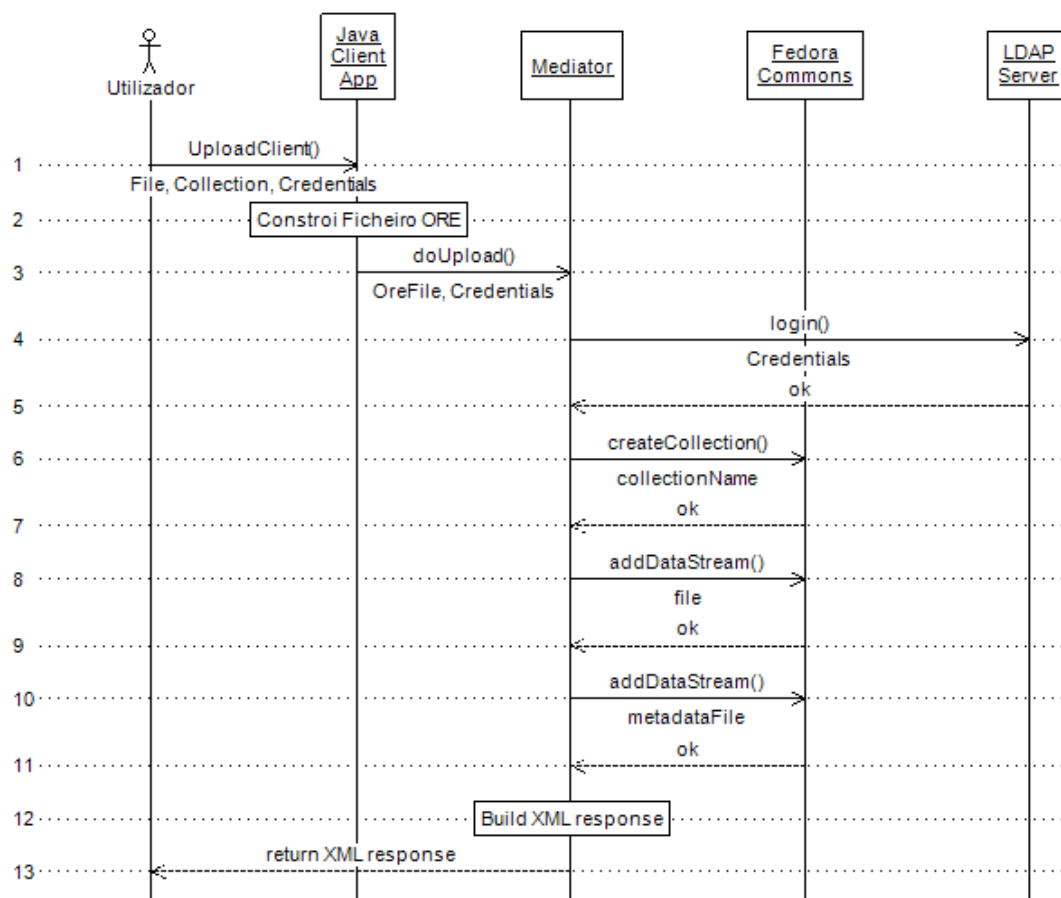 Utilizador
Java
Client
App
Mediator
Fedora
Commons
LDAP
Server
1
UploadClient()
File, Collection, Credentials
2
Constroi Ficheiro ORE
3
doUpload()
OreFile, Credentials
4
login()
Credentials
5
ok
6
createCollection()
collectionName
7
ok
8
addDataStream()
file
9
ok
10
addDataStream()
metadataFile
11
ok
12
Build XML response
13
return XML response